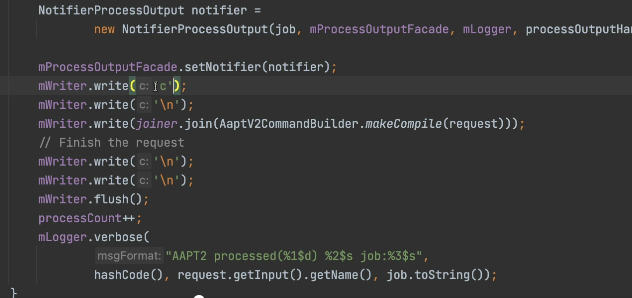 NotifierProcessOutput notifier =
new NotifierProcessOutput(job, mProcessOutputFacade, mLogger, processOutputHan
mProcessOutputFacade.setNotifier(notifier);
mWriter.write( c: 'c');
mWriter.write( c: '\n');
mWriter.write(joiner.join(AaptV2CommandBuilder.makeCompile(request)));
// Finish the request
mWriter.write( c: '\n');
mWriter.write( c: '\n');
mWriter.flush();
processCount++;
mLogger.verbose(
msgFormat: "AAPT2 processed(%1$d) %2$s job:%3$s",
hashCode(), request.getInput().getName(), job.toString());
}